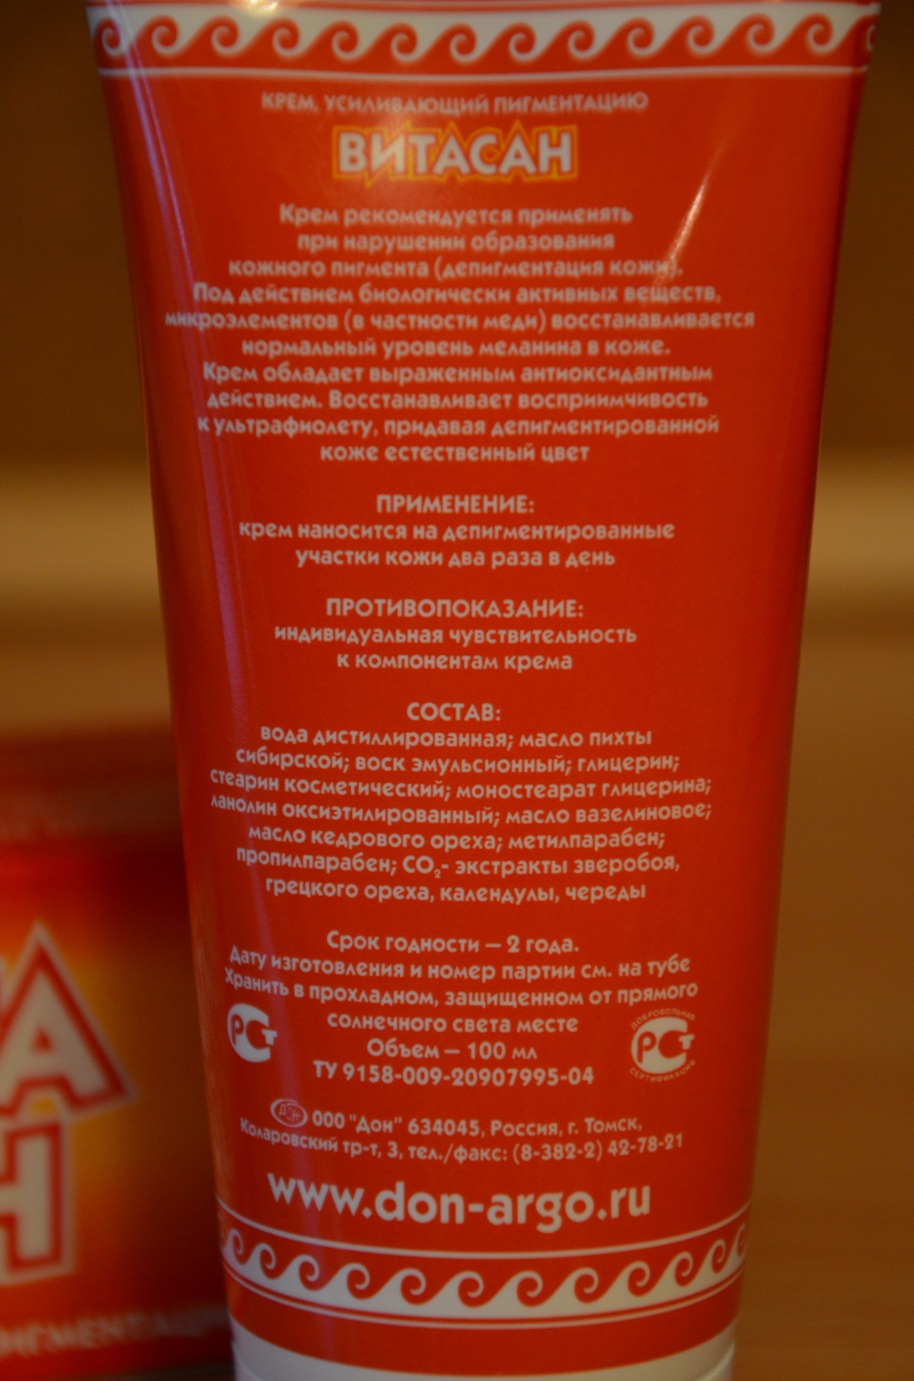 КРЕМ, УСИЛИВАЮЩИЙ ПИГМЕНТАЦИЮ
ВИТАСАН
Крем рекомендуется применять
при нарушении образования
кожного пигмента (депигментация кожи).
Под действием биологически активных веществ,
микроэлементов (в частности меди) восстанавливается
нормальный уровень меланина в коже.
Крем обладает выраженным антиоксидантным
действием. Восстанавливает восприимчивость
к ультрафиолету, придавая депигментированной
коже естественный цвет
ПРИМЕНЕНИЕ:
крем наносится на депигментированные
участки кожи два раза в день
ПРОТИВОПОКАЗАНИЕ:
индивидуальная чувствительность
к компонентам крема
СОСТАВ:
вода дистиллированная; масло пихты
сибирской; воск эмульсионный; глицерин;
стеарин косметический; моностеарат глицерина;
ланолин оксиэтилированный; масло вазелиновое;
масло кедрового ореха; метилпарабен;
пропилпарабен; CO₂- экстракты зверобоя,
грецкого ореха, календулы, череды
Срок годности – 2 года.
Дату изготовления и номер партии см. на тубе
Хранить в прохладном, защищенном от прямого
солнечного света месте
Объем – 100 мл
ТУ 9158-009-20907995-04
РСТ
ДОБРОВОЛЬНАЯ
РСТ
СЕРТИФИКАЦИЯ
ДОН ООО "Дон" 634045, Россия, г. Томск,
Коларовский тр-т, 3, тел./факс: (8-382-2) 42-78-21
www.don-argo.ru